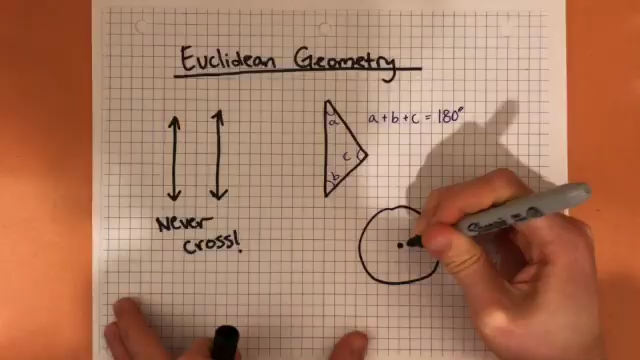 Euclidean Geometry
a
b
c
a + b + c = 180°
Never
cross!